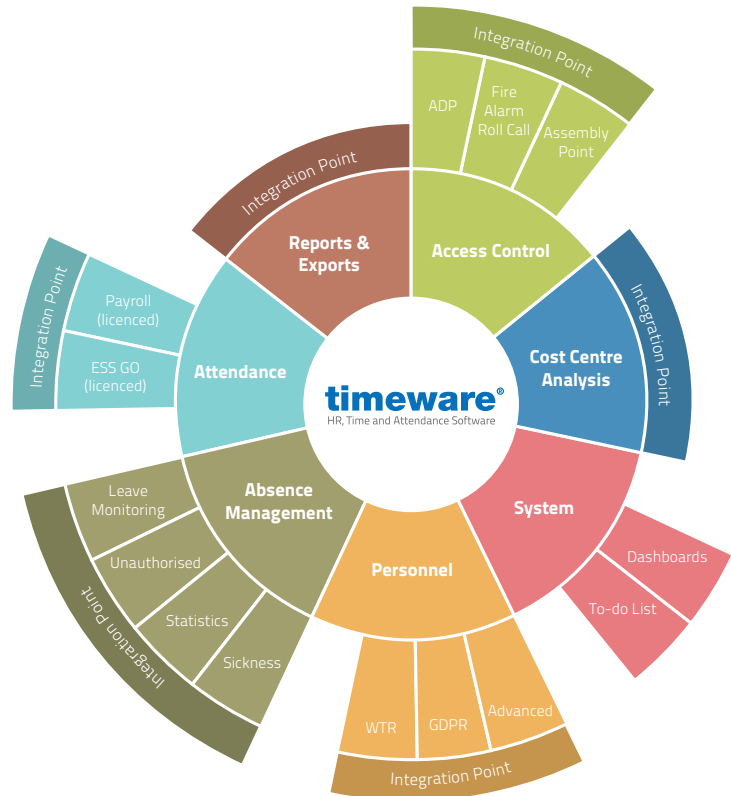 Integration Point
ADP
Fire
Alarm
Roll Call
Assembly
Point
Access Control
Integration Point
Cost Centre
Analysis
System
Dashboards
To-do List
Personnel
WTR
GDPR
Advanced
Integration Point
Absence
Management
Leave
Monitoring
Unauthorised
Statistics
Sickness
Integration Point
Attendance
Payroll
(licenced)
ESS GO
(licenced)
Integration Point
Reports &
Exports
Integration Point
timeware®
HR, Time and Attendance Software